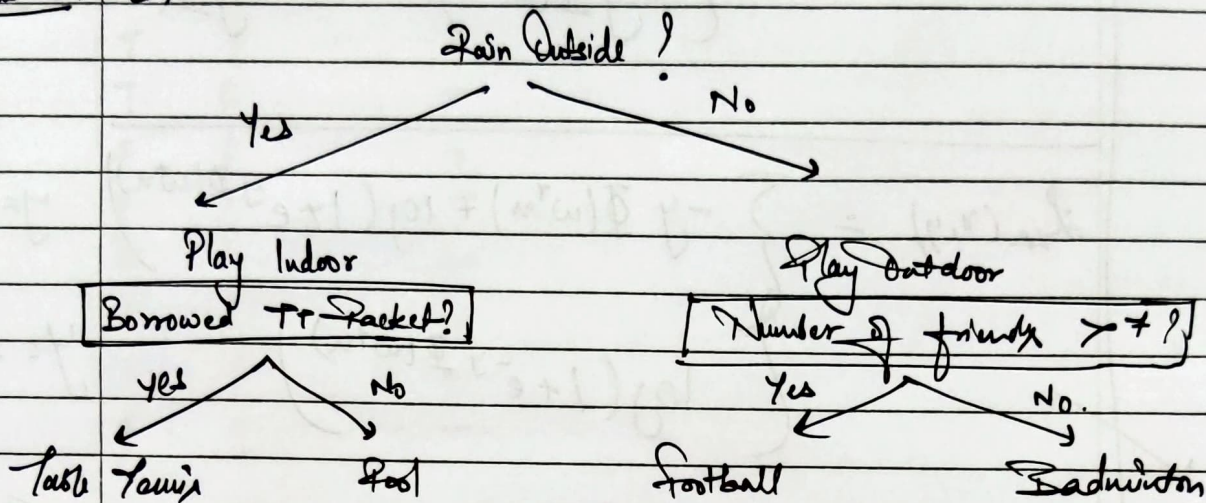 Rain Outside ?
Yes No
Play Indoor Play Outdoor
Borrowed TT Racket? Number of friends > 7 ?
Yes No Yes No.
Table Tennis Pool Football Badminton